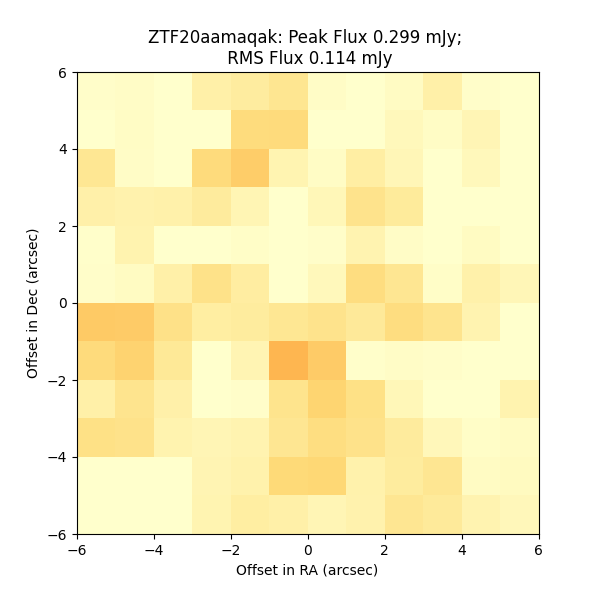 ZTF20aamaqak: Peak Flux 0.299 mJy;
RMS Flux 0.114 mJy
6
4
2
0
−2
−4
−6
Offset in Dec (arcsec)
−6 −4 −2 0 2 4 6
Offset in RA (arcsec)